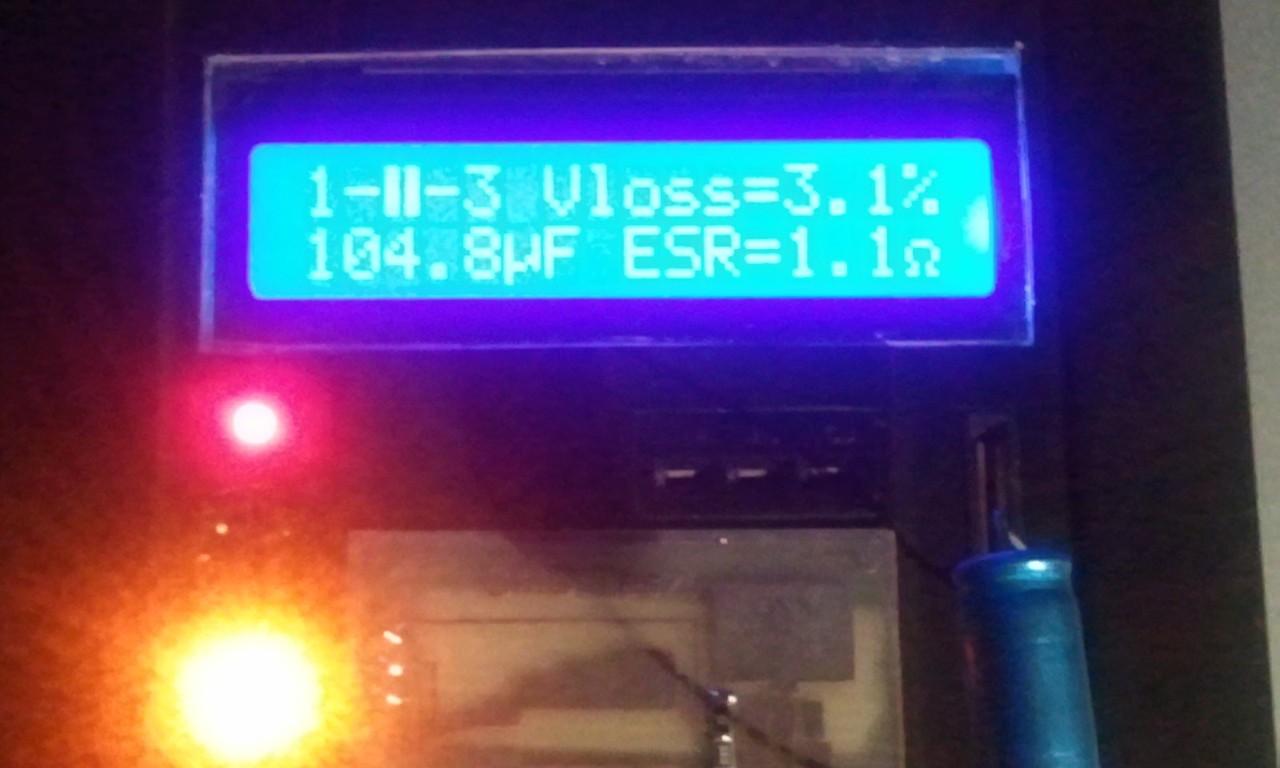 1-||-3 Vloss=3.1%
104.8µF ESR=1.1Ω